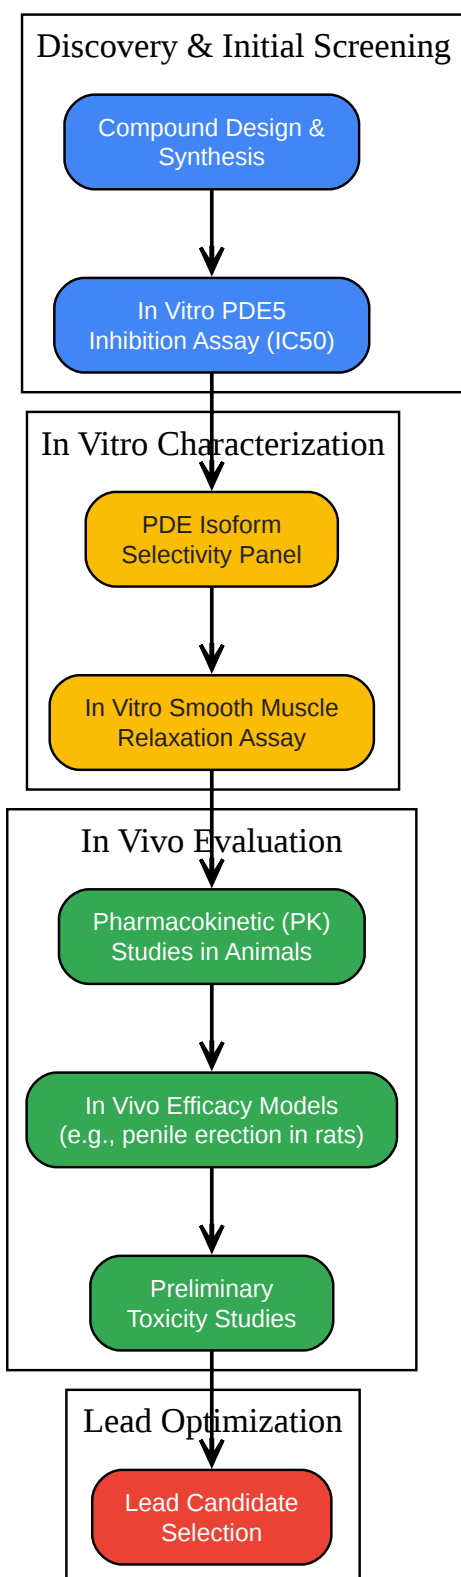 Discovery & Initial Screening
Compound Design &
Synthesis
In Vitro PDE5
Inhibition Assay (IC50)
In Vitro Characterization
PDE Isoform
Selectivity Panel
In Vitro Smooth Muscle
Relaxation Assay
In Vivo Evaluation
Pharmacokinetic (PK)
Studies in Animals
In Vivo Efficacy Models
(e.g., penile erection in rats)
Preliminary
Toxicity Studies
Lead Optimization
Lead Candidate
Selection